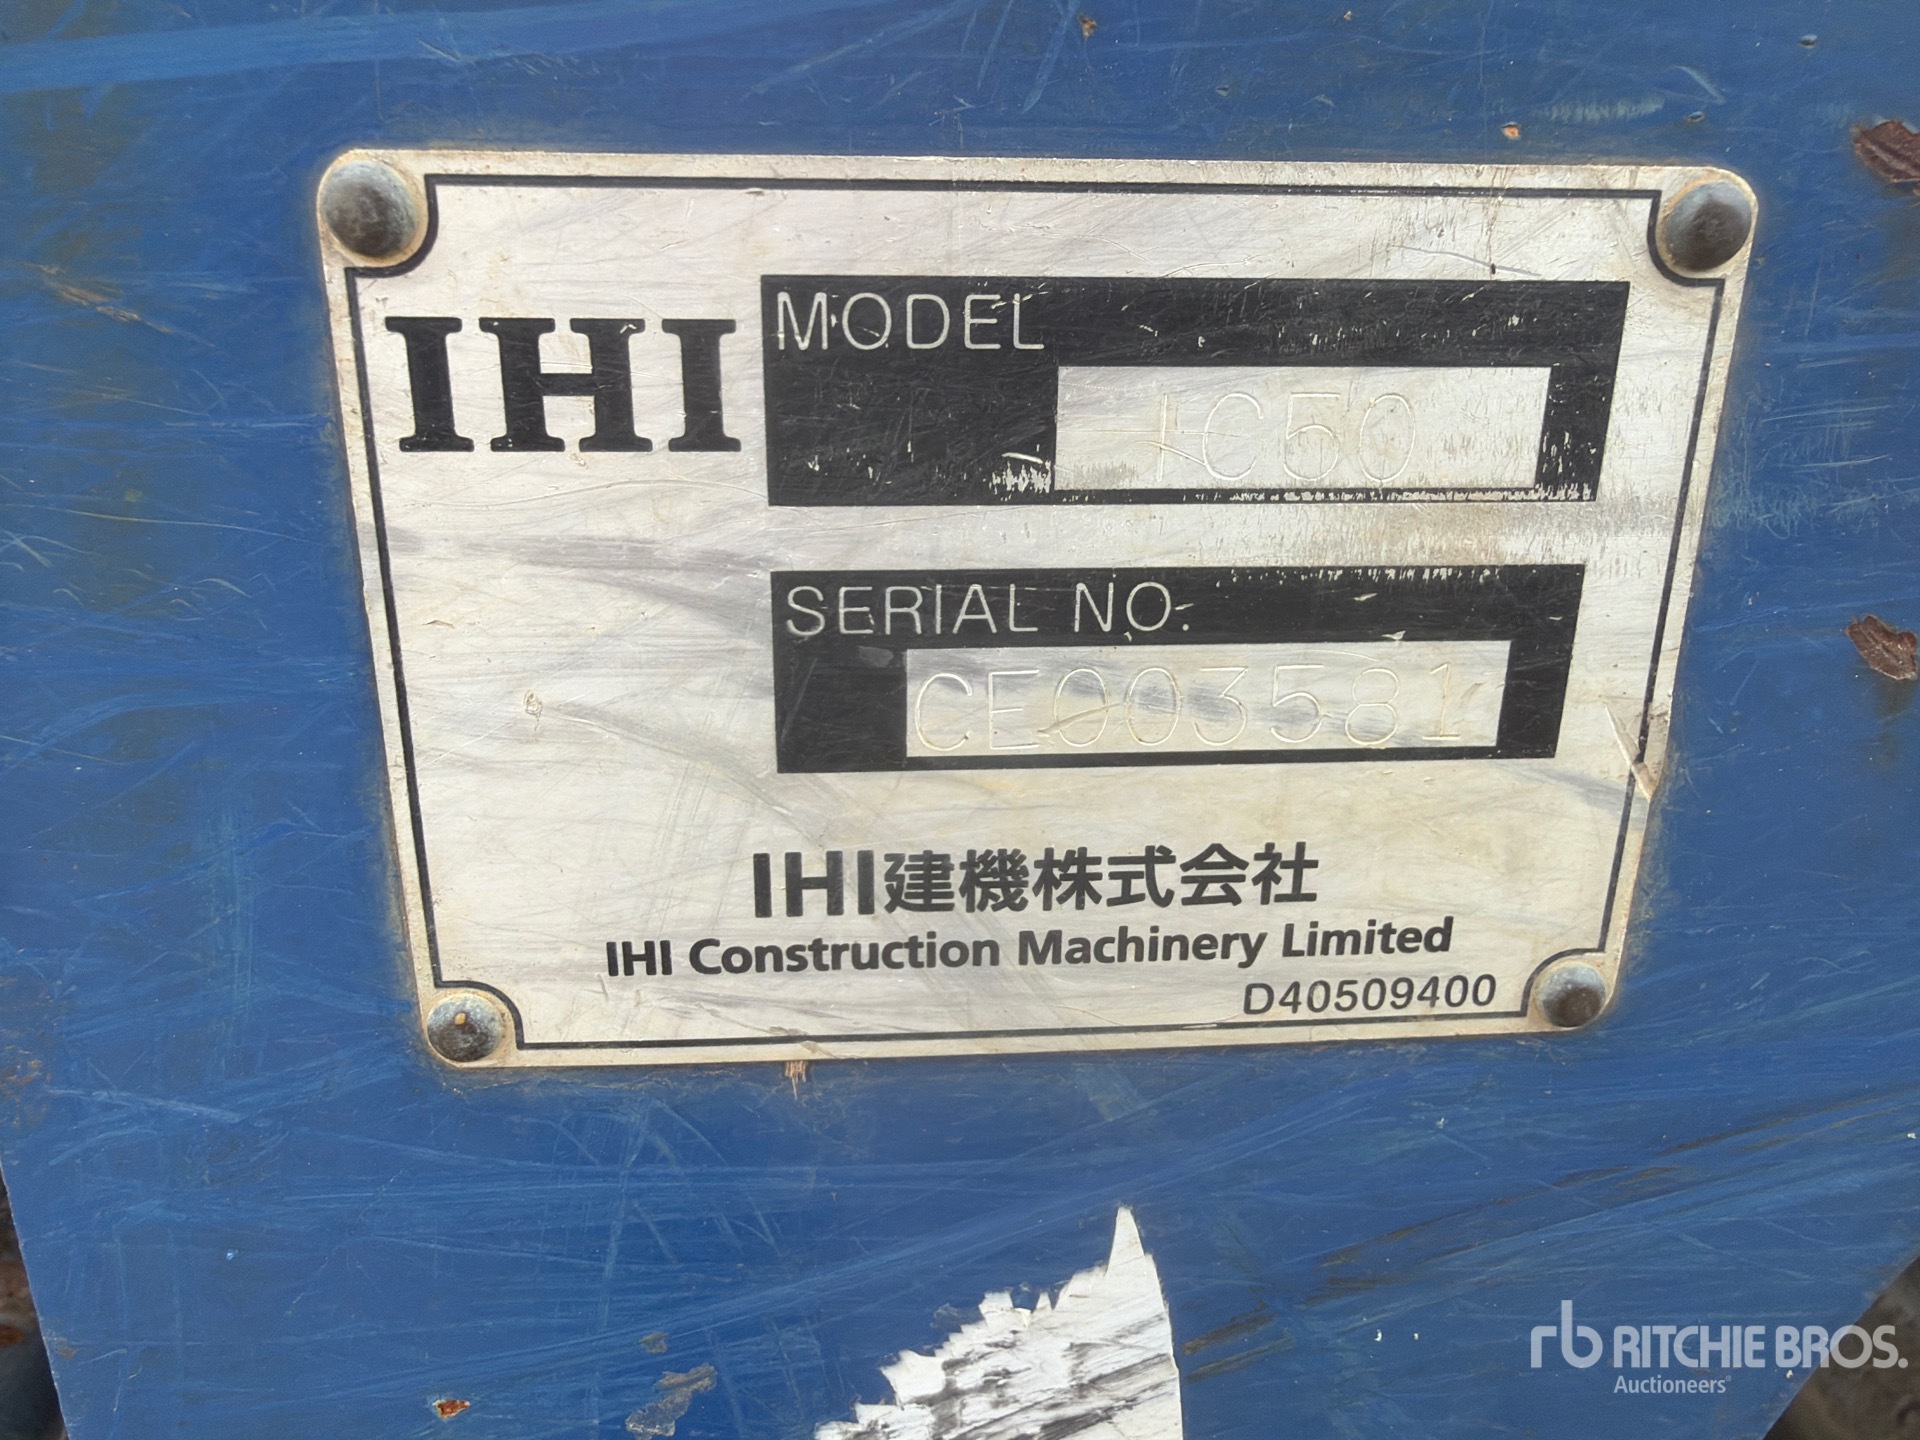 IHI
MODEL
IC50
SERIAL NO.
CE003581
IHI建機株式会社
IHI Construction Machinery Limited
D40509400
rb RITCHIE BROS.
Auctioneers